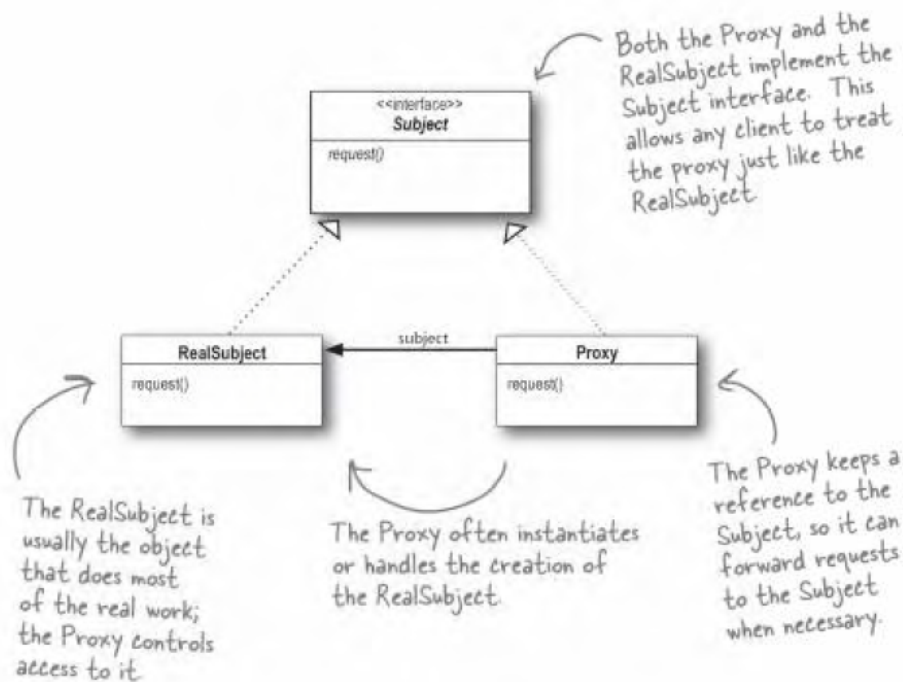 Both the Proxy and the
RealSubject implement the
Subject interface. This
allows any client to treat
the proxy just like the
RealSubject
<<interface>>
Subject
request()
RealSubject
request()
subject
Proxy
request()
The RealSubject is
usually the object
that does most
of the real work;
the Proxy controls
access to it
The Proxy often instantiates
or handles the creation of
the RealSubject.
The Proxy keeps a
reference to the
Subject, so it can
forward requests
to the Subject
when necessary.